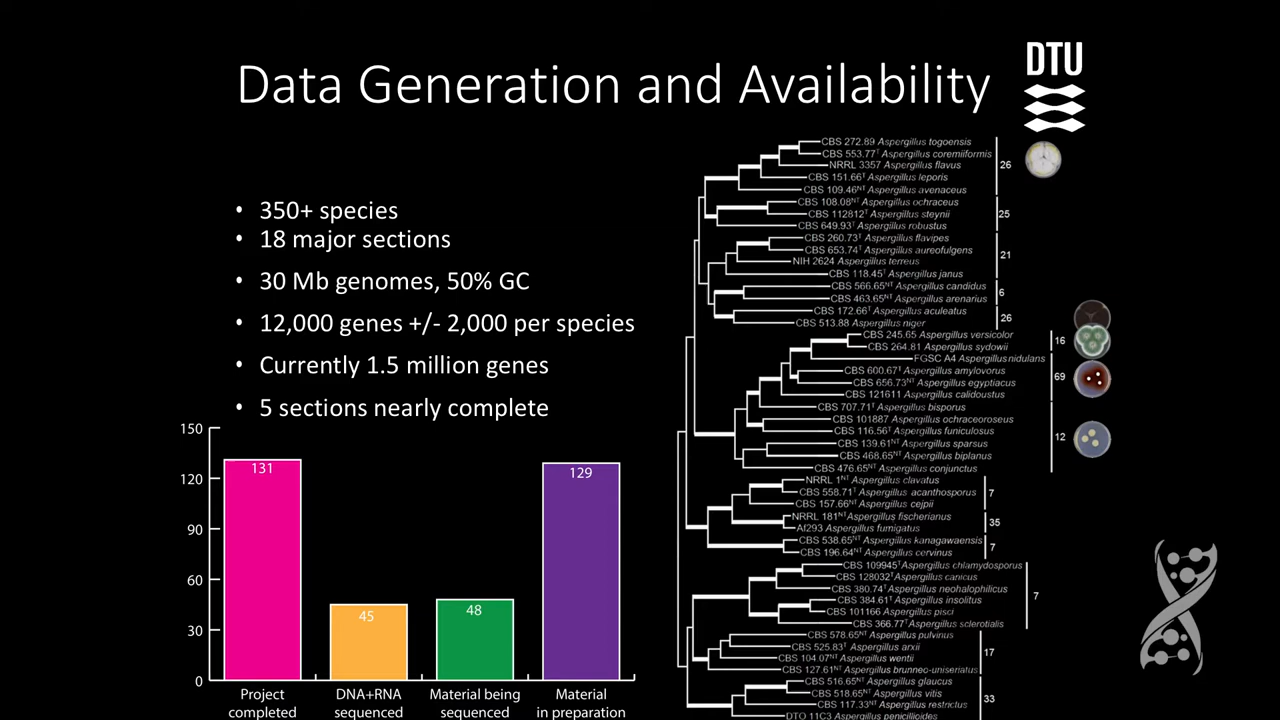 Data Generation and Availability
DTU
• 350+ species
• 18 major sections
• 30 Mb genomes, 50% GC
• 12,000 genes +/- 2,000 per species
• Currently 1.5 million genes
• 5 sections nearly complete
150
120
90
60
30
0
131
45
48
129
Project completed
DNA+RNA sequenced
Material being sequenced
Material in preparation
CBS 272.89 Aspergillus togoensis
CBS 553.77T Aspergillus coremiiformis
NRRL 3357 Aspergillus flavus
CBS 151.66T Aspergillus leporis
CBS 109.46NT Aspergillus avenaceus
26
CBS 108.08NT Aspergillus ochraceus
CBS 112812T Aspergillus steynii
CBS 649.93T Aspergillus robustus
25
CBS 260.73T Aspergillus flavipes
CBS 653.74T Aspergillus aureofulgens
NIH 2624 Aspergillus terreus
CBS 118.45T Aspergillus janus
21
CBS 566.65NT Aspergillus candidus
CBS 463.65NT Aspergillus arenarius
6
CBS 172.66T Aspergillus aculeatus
CBS 513.88 Aspergillus niger
26
CBS 245.65 Aspergillus versicolor
CBS 264.81 Aspergillus sydowii
16
FGSC A4 Aspergillus nidulans
CBS 600.67T Aspergillus amylovorus
CBS 656.73NT Aspergillus egyptiacus
CBS 121611 Aspergillus calidoustus
69
CBS 707.71T Aspergillus bisporus
CBS 101887 Aspergillus ochraceoroseus
CBS 116.56T Aspergillus funiculosus
CBS 139.61NT Aspergillus sparsus
CBS 468.65NT Aspergillus biplanus
CBS 476.65NT Aspergillus conjunctus
12
NRRL 1NT Aspergillus clavatus
CBS 558.71T Aspergillus acanthosporus
CBS 157.66T Aspergillus cejpii
7
NRRL 181NT Aspergillus fischerianus
Af293 Aspergillus fumigatus
35
CBS 538.65NT Aspergillus kanagawaensis
CBS 196.64NT Aspergillus cervinus
7
CBS 109945T Aspergillus chlamydosporus
CBS 128032T Aspergillus canicus
CBS 380.74T Aspergillus neohalophilicus
CBS 384.61T Aspergillus insolitus
CBS 101166 Aspergillus pisci
CBS 366.77T Aspergillus sclerotialis
7
CBS 578.65NT Aspergillus pulvinus
CBS 525.83T Aspergillus arxii
CBS 104.07NT Aspergillus wentii
CBS 127.61NT Aspergillus brunneo-uniseriatus
17
CBS 516.65NT Aspergillus glaucus
CBS 518.65NT Aspergillus vitis
CBS 117.33NT Aspergillus restrictus
DTO 11C3 Aspergillus penicillioides
33